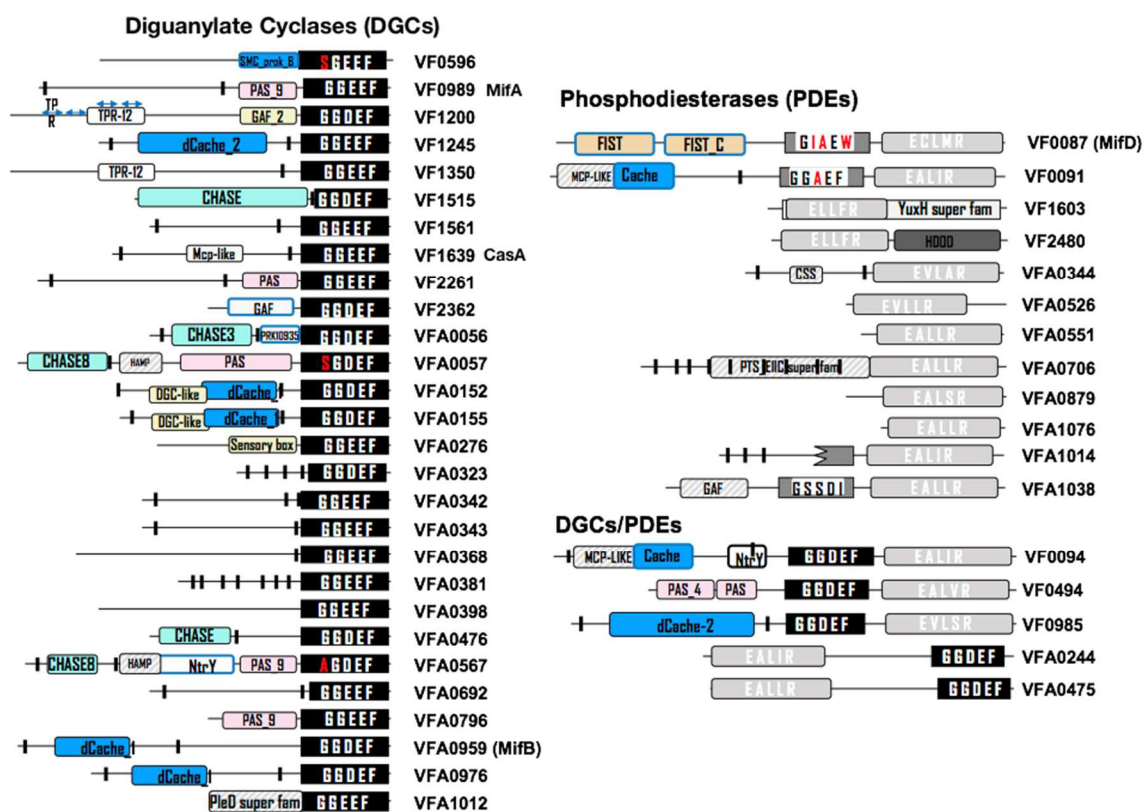 Diguanylate Cyclases (DGCs)
SMC_prok_B SGEEF VF0596
PAS_9 GGEEF VF0989 MifA
TP
R TPR-12 GAF_2 GGDEF VF1200
dCache_2 GGEEF VF1245
TPR-12 GGEEF VF1350
CHASE GGDEF VF1515
GGEEF VF1561
Mcp-like GGEEF VF1639 CasA
PAS GGEEF VF2261
GAF GGDEF VF2362
CHASE3 PRK10935 GGDEF VFA0056
CHASE8 HAMP PAS SGDEF VFA0057
DGC-like dCache_1 GGDEF VFA0152
DGC-like dCache_1 GGDEF VFA0155
Sensory box GGEEF VFA0276
GGDEF VFA0323
GGEEF VFA0342
GGEEF VFA0343
GGEEF VFA0368
GGEEF VFA0381
GGEEF VFA0398
CHASE GGDEF VFA0476
CHASE8 HAMP NtrY PAS_9 AGDEF VFA0567
GGEEF VFA0692
PAS_9 GGEEF VFA0796
dCache_1 GGDEF VFA0959 (MifB)
dCache_1 GGDEF VFA0976
PleD super fam GGEEF VFA1012
Phosphodiesterases (PDEs)
FIST FIST_C GIAEW ECLMR VF0087 (MifD)
MCP-LIKE Cache GGAEF EALIR VF0091
ELLFR YuxH super fam VF1603
ELLFR HDOD VF2480
CSS EVLAR VFA0344
EVLLR VFA0526
EALLR VFA0551
PTS EIIC super fam EALLR VFA0706
EALSR VFA0879
EALLR VFA1076
EALIR VFA1014
GAF GSSDI EALLR VFA1038
DGCs/PDEs
MCP-LIKE Cache NtrY GGDEF EALIR VF0094
PAS_4 PAS GGDEF EALVR VF0494
dCache-2 GGDEF EVLSR VF0985
EALIR GGDEF VFA0244
EALLR GGDEF VFA0475